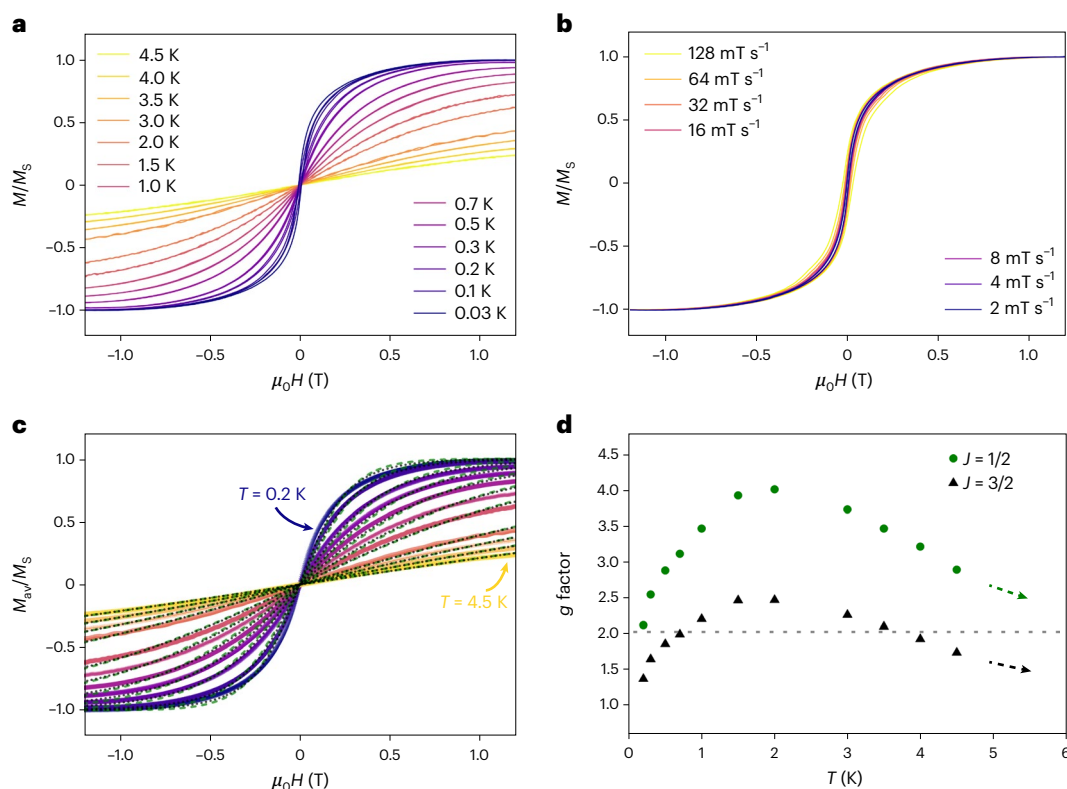 a
1.0
0.5
0
−0.5
−1.0
M/MS
4.5 K
4.0 K
3.5 K
3.0 K
2.0 K
1.5 K
1.0 K
0.7 K
0.5 K
0.3 K
0.2 K
0.1 K
0.03 K
−1.0 −0.5 0 0.5 1.0
μ0H (T)
b
1.0
0.5
0
−0.5
−1.0
M/MS
128 mT s−1
64 mT s−1
32 mT s−1
16 mT s−1
8 mT s−1
4 mT s−1
2 mT s−1
−1.0 −0.5 0 0.5 1.0
μ0H (T)
c
1.0
0.5
0
−0.5
−1.0
Mav/MS
T = 0.2 K
T = 4.5 K
−1.0 −0.5 0 0.5 1.0
μ0H (T)
d
4.5
4.0
3.5
3.0
2.5
2.0
1.5
1.0
g factor
J = 1/2
J = 3/2
0 1 2 3 4 5 6
T (K)